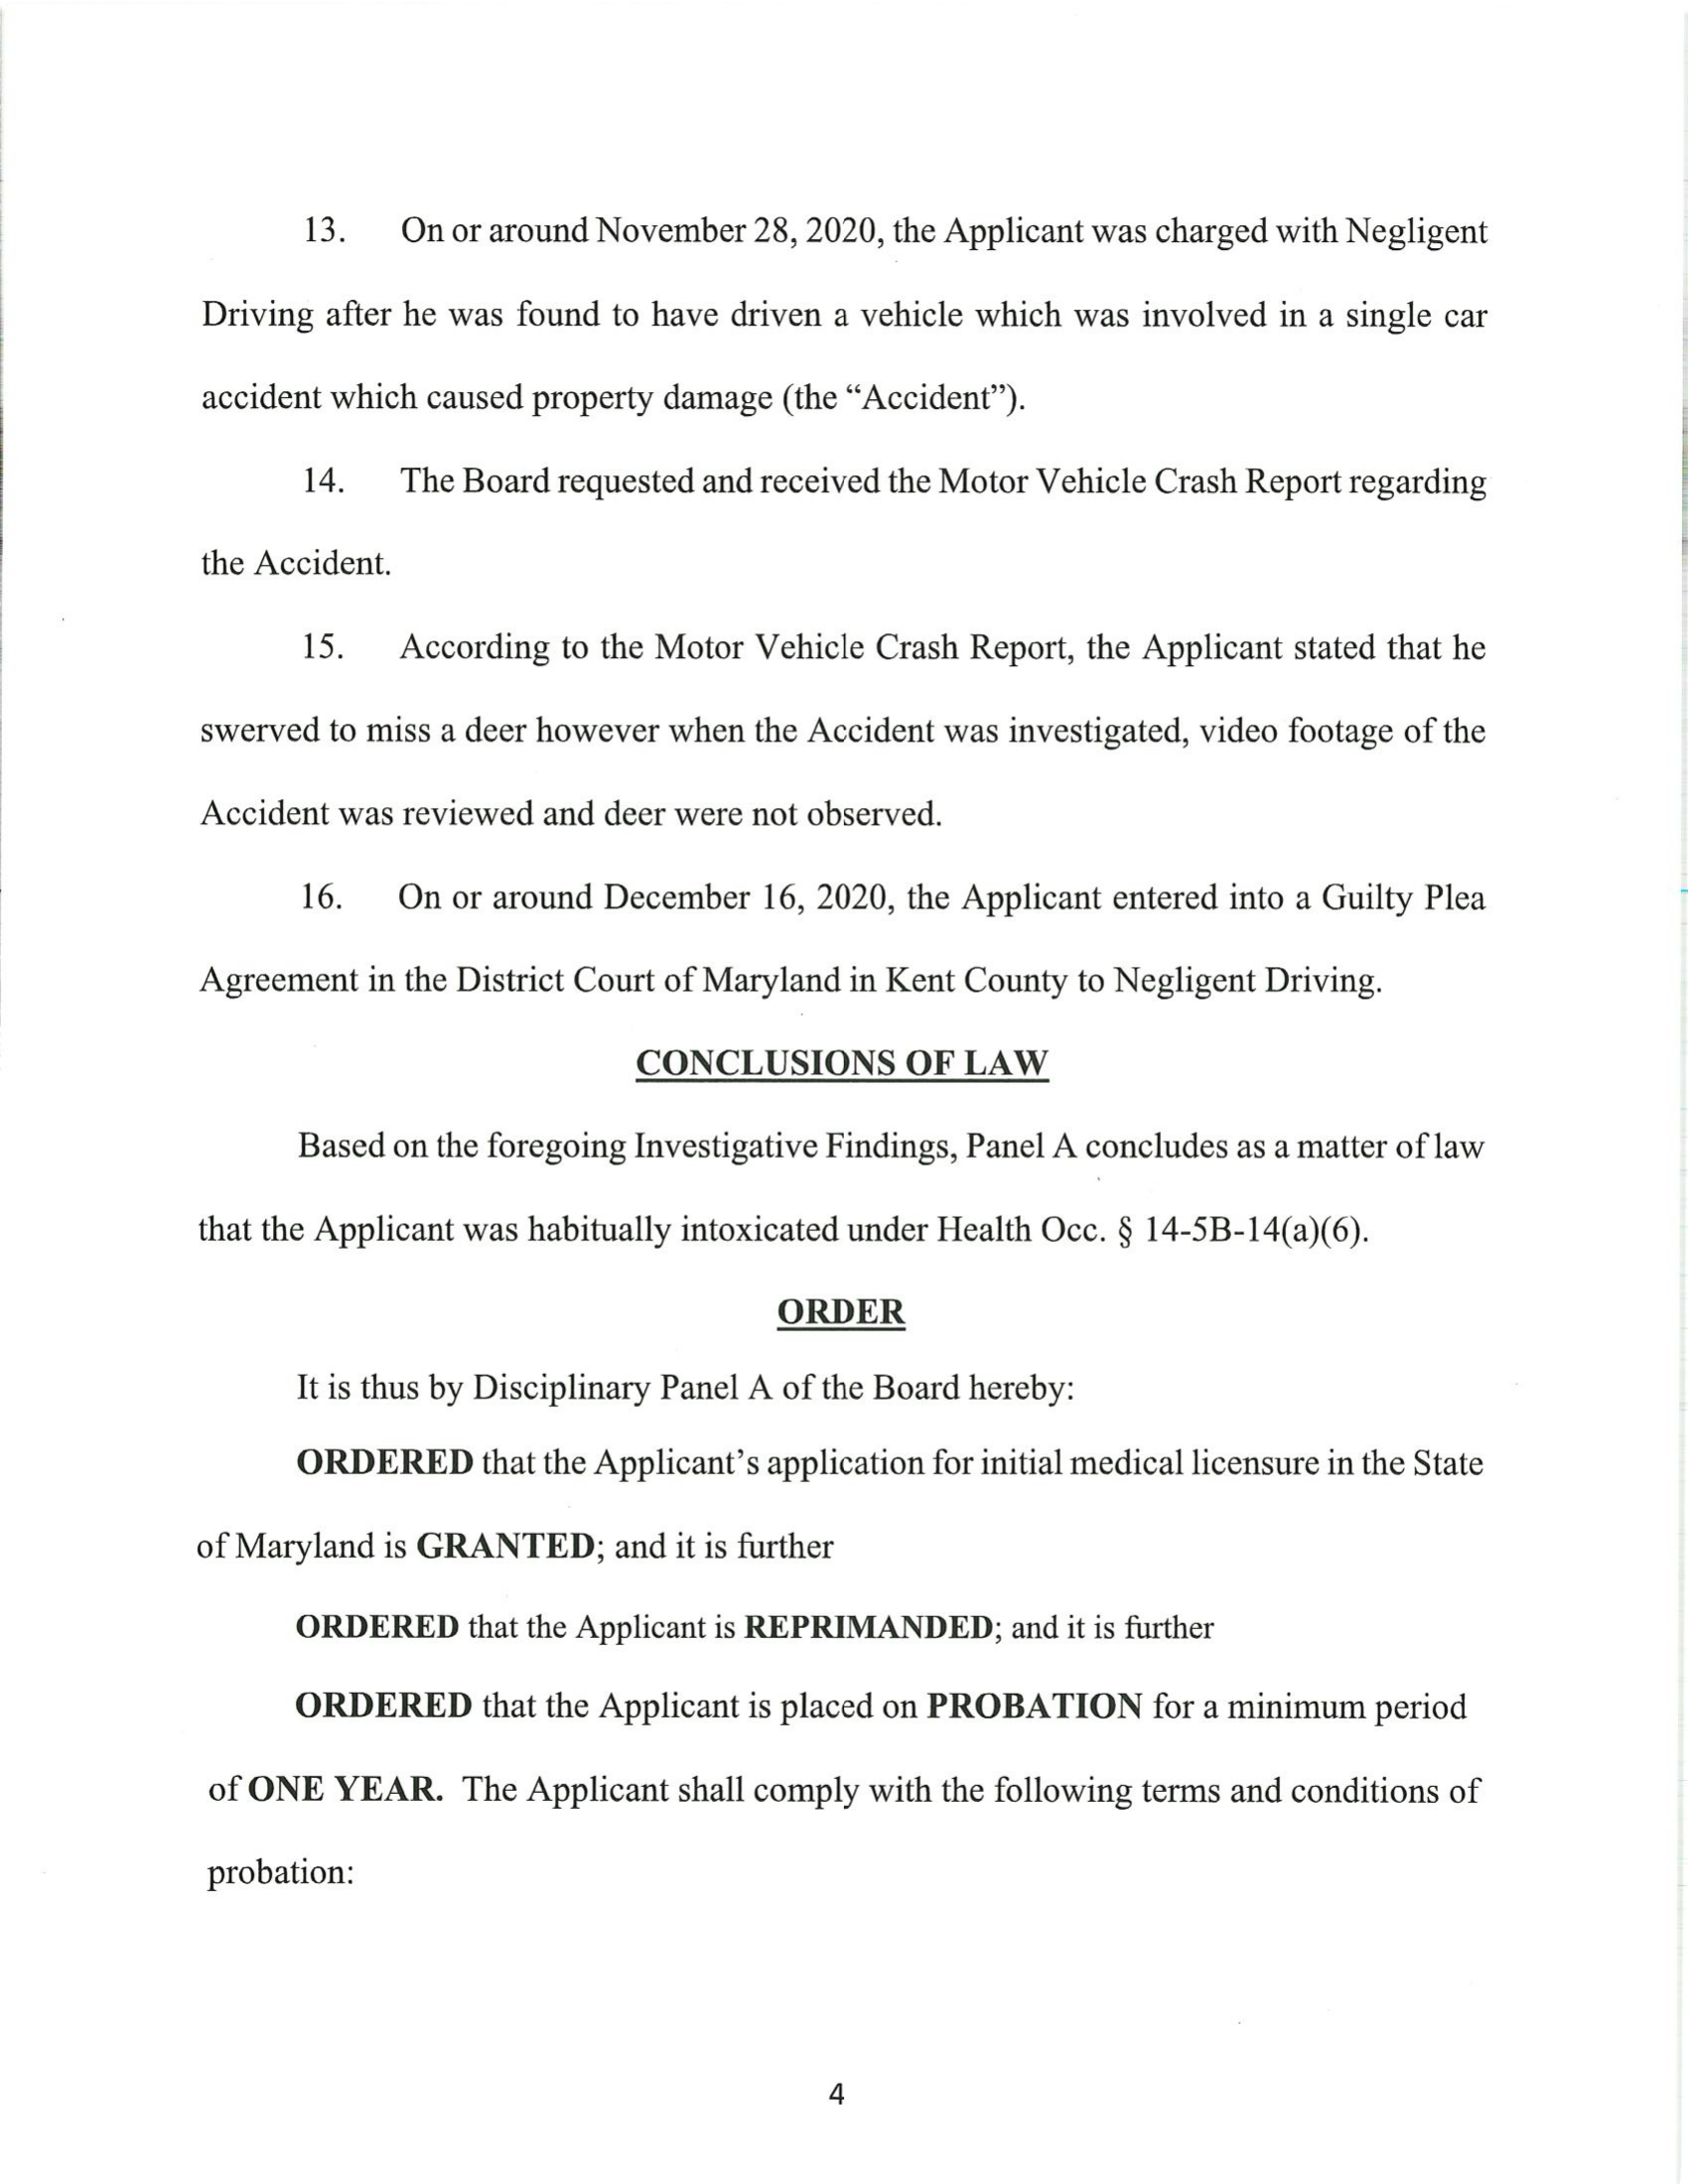 13. On or around November 28, 2020, the Applicant was charged with Negligent
Driving after he was found to have driven a vehicle which was involved in a single car
accident which caused property damage (the “Accident”).
14. The Board requested and received the Motor Vehicle Crash Report regarding
the Accident.
15. According to the Motor Vehicle Crash Report, the Applicant stated that he
swerved to miss a deer however when the Accident was investigated, video footage of the
Accident was reviewed and deer were not observed.
16. On or around December 16, 2020, the Applicant entered into a Guilty Plea
Agreement in the District Court of Maryland in Kent County to Negligent Driving.
CONCLUSIONS OF LAW
Based on the foregoing Investigative Findings, Panel A concludes as a matter of law
that the Applicant was habitually intoxicated under Health Occ. § 14-5B-14(a)(6).
ORDER
It is thus by Disciplinary Panel A of the Board hereby:
ORDERED that the Applicant’s application for initial medical licensure in the State
of Maryland is GRANTED; and it is further
ORDERED that the Applicant is REPRIMANDED; and it is further
ORDERED that the Applicant is placed on PROBATION for a minimum period
of ONE YEAR. The Applicant shall comply with the following terms and conditions of
probation:
4